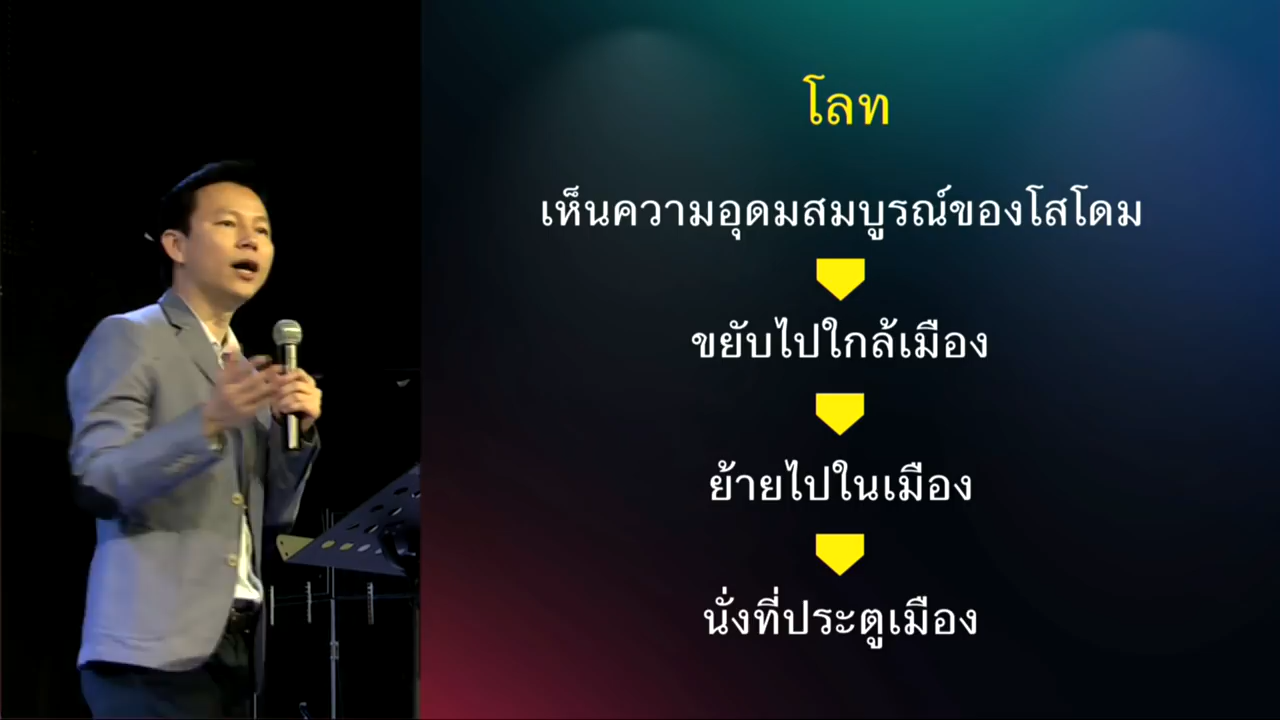 โลท
เห็นความอุดมสมบูรณ์ของโสโดม
ขยับไปใกล้เมือง
ย้ายไปในเมือง
นั่งที่ประตูเมือง